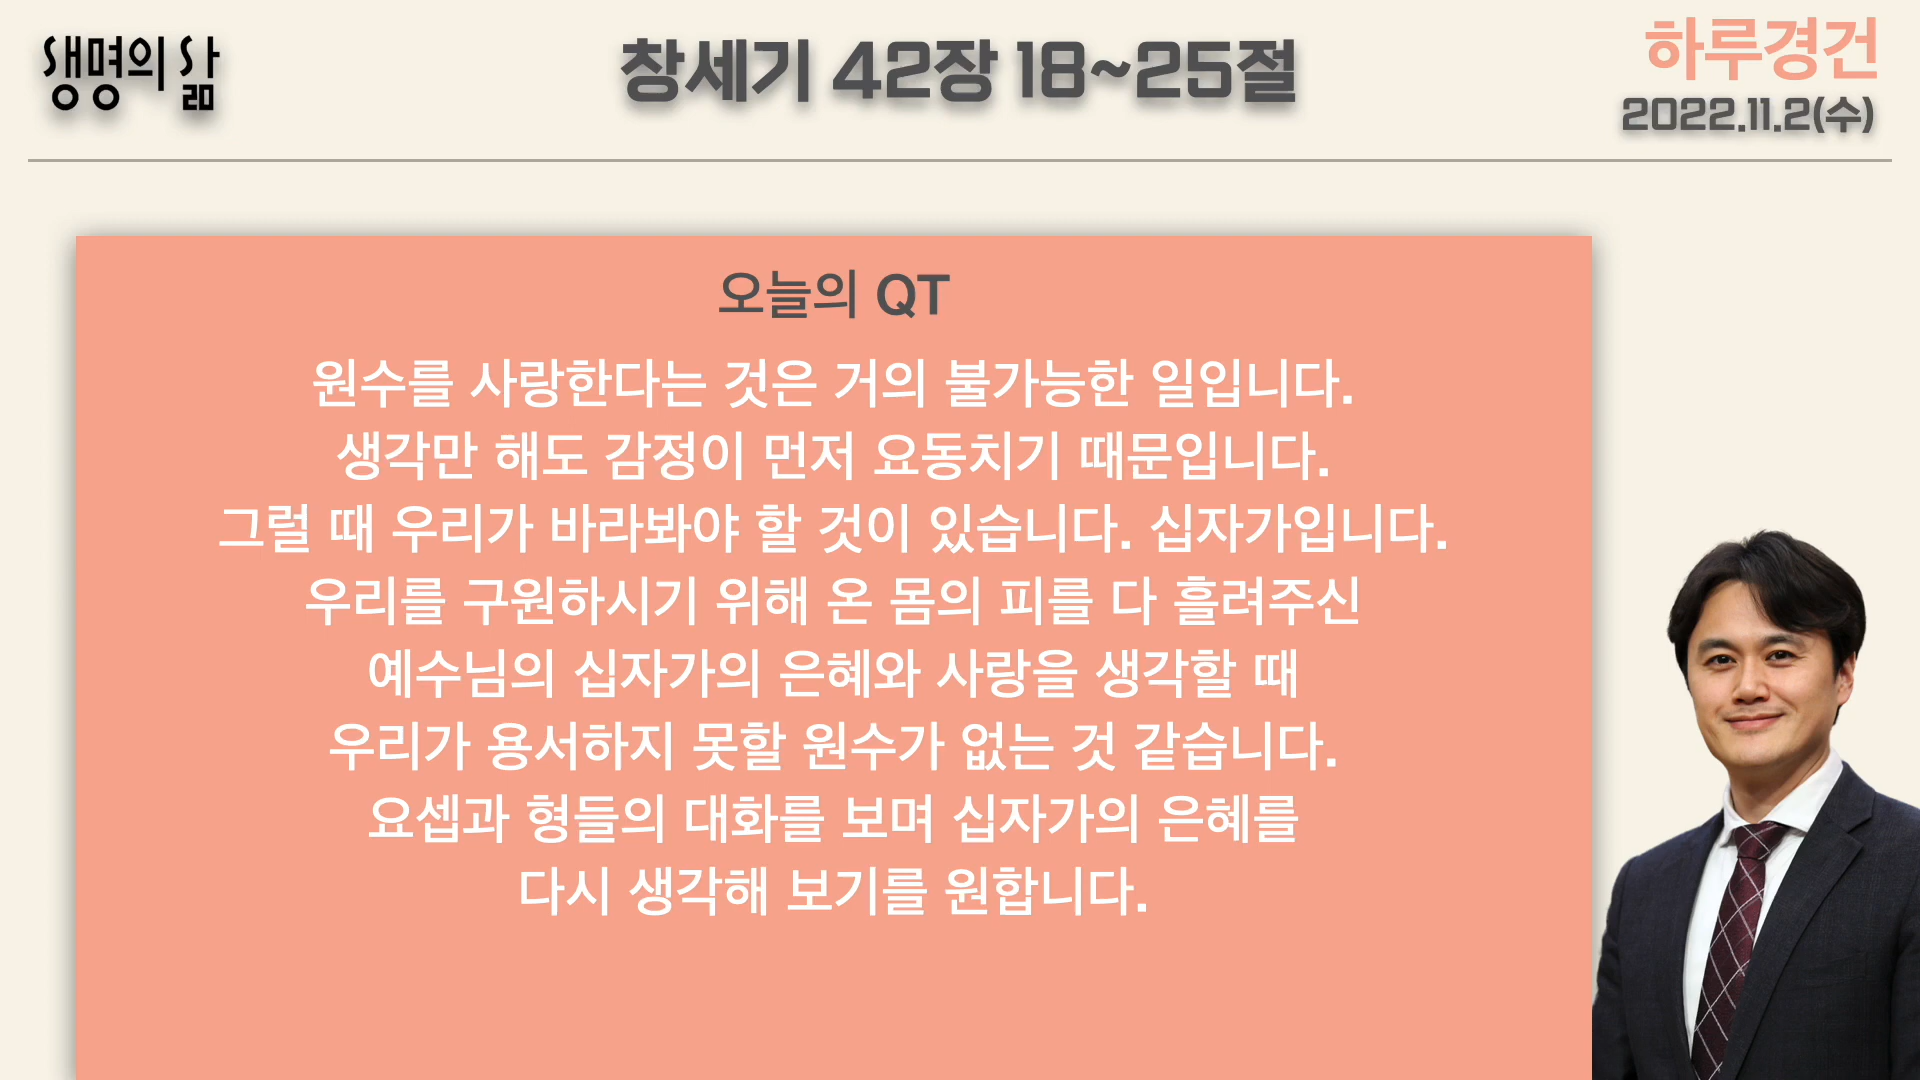 생명의 삶
창세기 42장 18~25절
하루경건
2022.11.2(수)
오늘의 QT
원수를 사랑한다는 것은 거의 불가능한 일입니다.
생각만 해도 감정이 먼저 요동치기 때문입니다.
그럴 때 우리가 바라봐야 할 것이 있습니다. 십자가입니다.
우리를 구원하시기 위해 온 몸의 피를 다 흘려주신
예수님의 십자가의 은혜와 사랑을 생각할 때
우리가 용서하지 못할 원수가 없는 것 같습니다.
요셉과 형들의 대화를 보며 십자가의 은혜를
다시 생각해 보기를 원합니다.